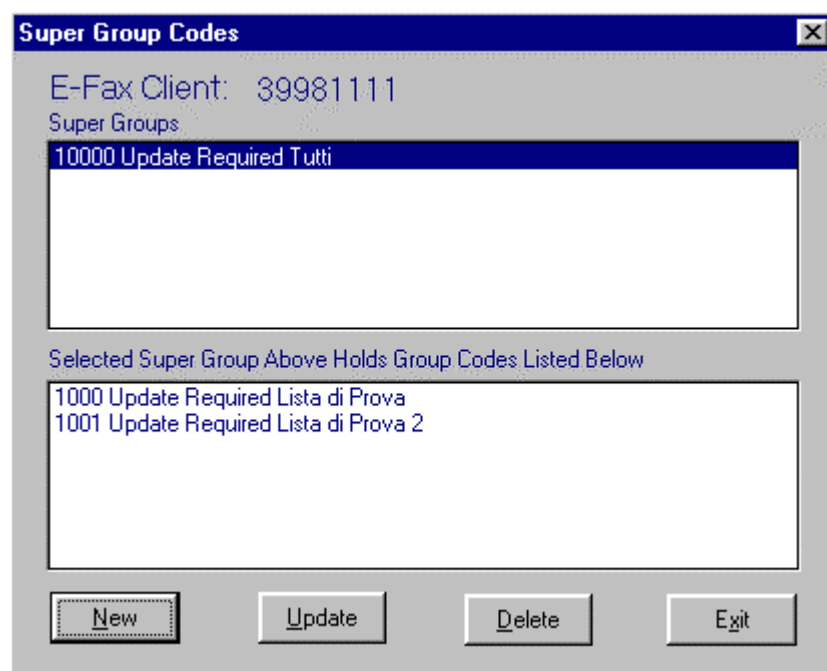 Super Group Codes
E-Fax Client: 39981111
Super Groups
10000 Update Required Tutti
Selected Super Group Above Holds Group Codes Listed Below
1000 Update Required Lista di Prova
1001 Update Required Lista di Prova 2
New Update Delete Exit